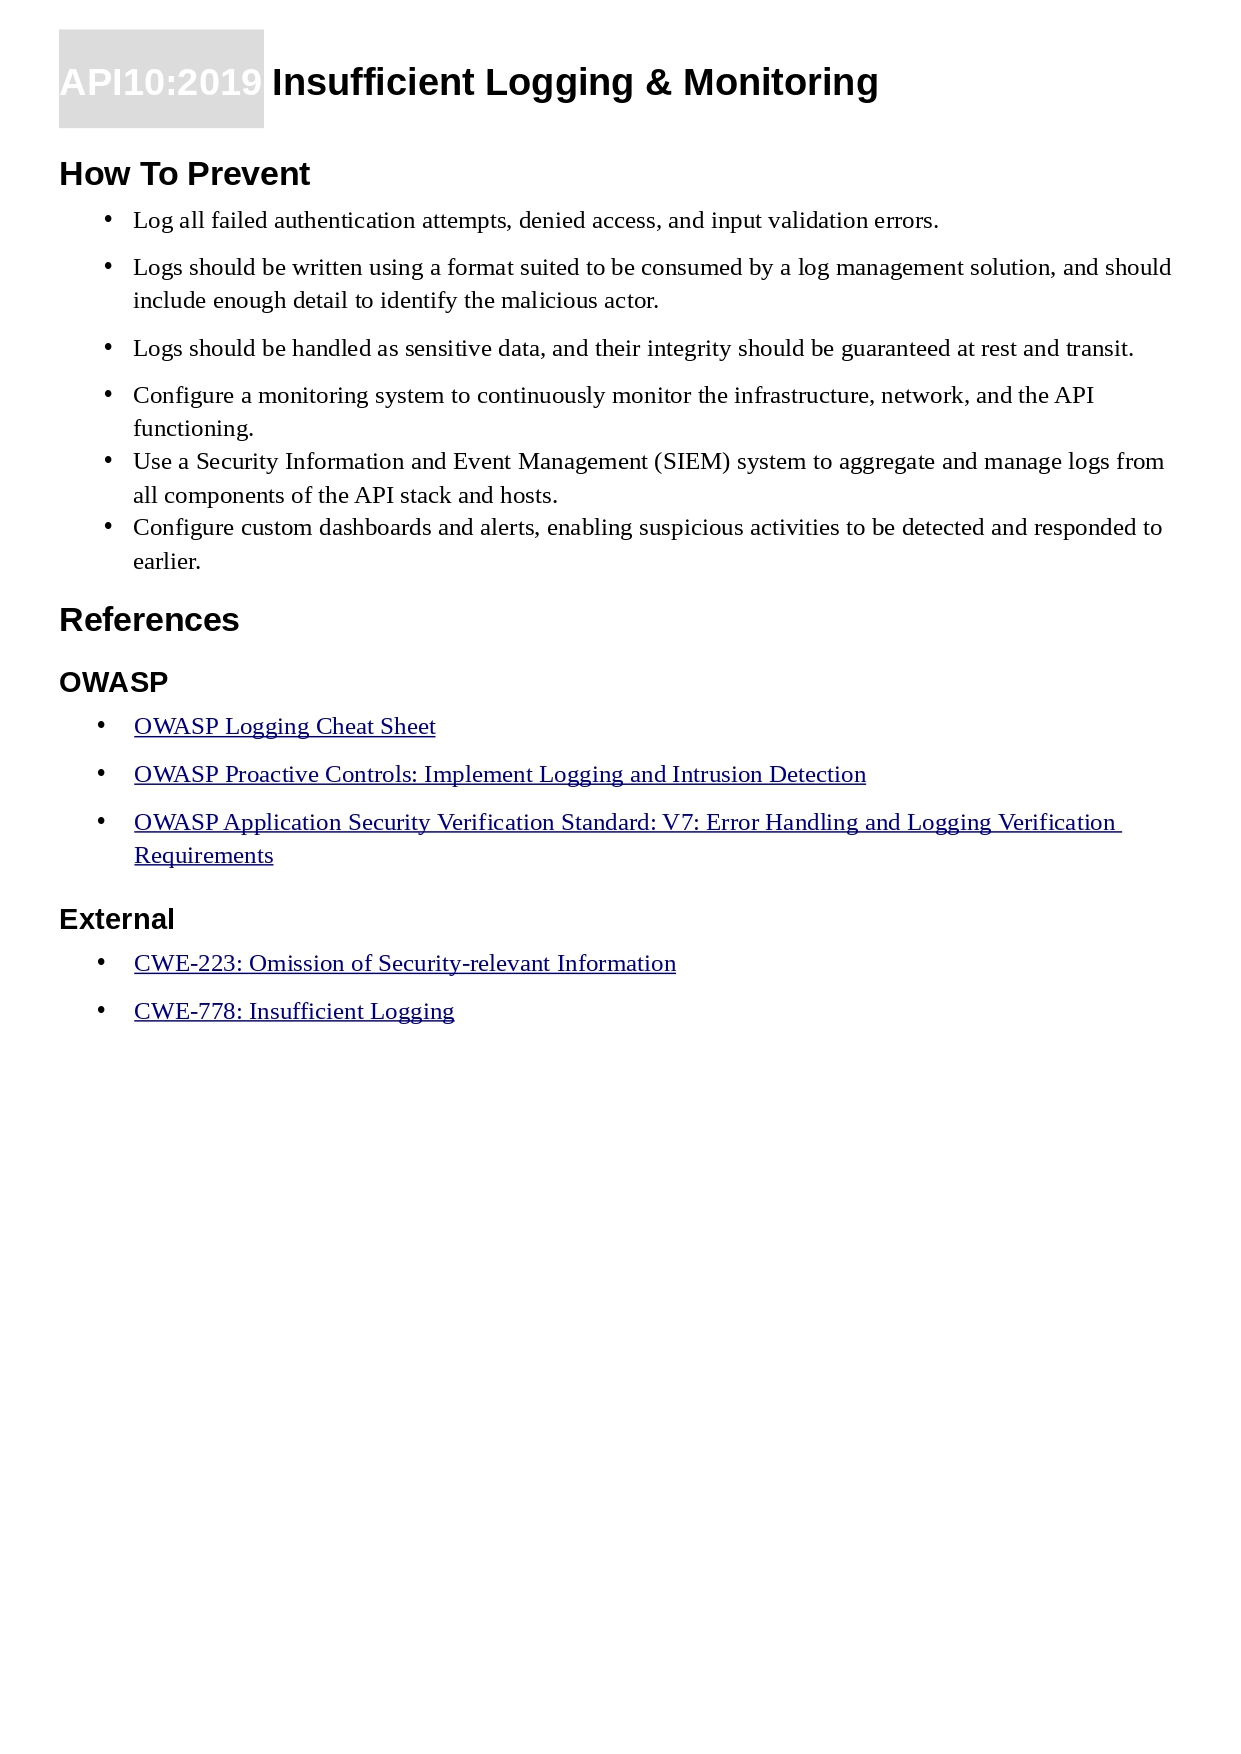 API10:2019 Insufficient Logging & Monitoring
How To Prevent
• Log all failed authentication attempts, denied access, and input validation errors.
• Logs should be written using a format suited to be consumed by a log management solution, and should
include enough detail to identify the malicious actor.
• Logs should be handled as sensitive data, and their integrity should be guaranteed at rest and transit.
• Configure a monitoring system to continuously monitor the infrastructure, network, and the API
functioning.
• Use a Security Information and Event Management (SIEM) system to aggregate and manage logs from
all components of the API stack and hosts.
• Configure custom dashboards and alerts, enabling suspicious activities to be detected and responded to
earlier.
References
OWASP
• OWASP Logging Cheat Sheet
• OWASP Proactive Controls: Implement Logging and Intrusion Detection
• OWASP Application Security Verification Standard: V7: Error Handling and Logging Verification
Requirements
External
• CWE-223: Omission of Security-relevant Information
• CWE-778: Insufficient Logging